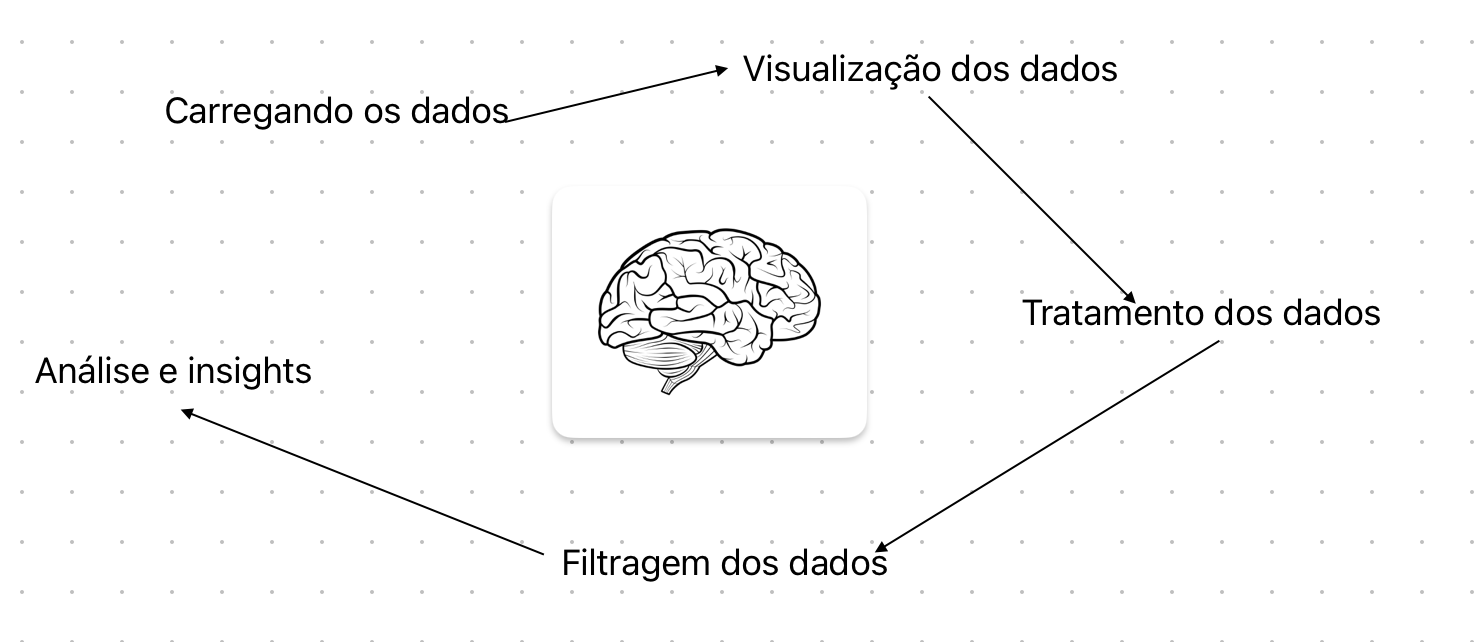 Carregando os dados
Visualização dos dados
Tratamento dos dados
Filtragem dos dados
Análise e insights